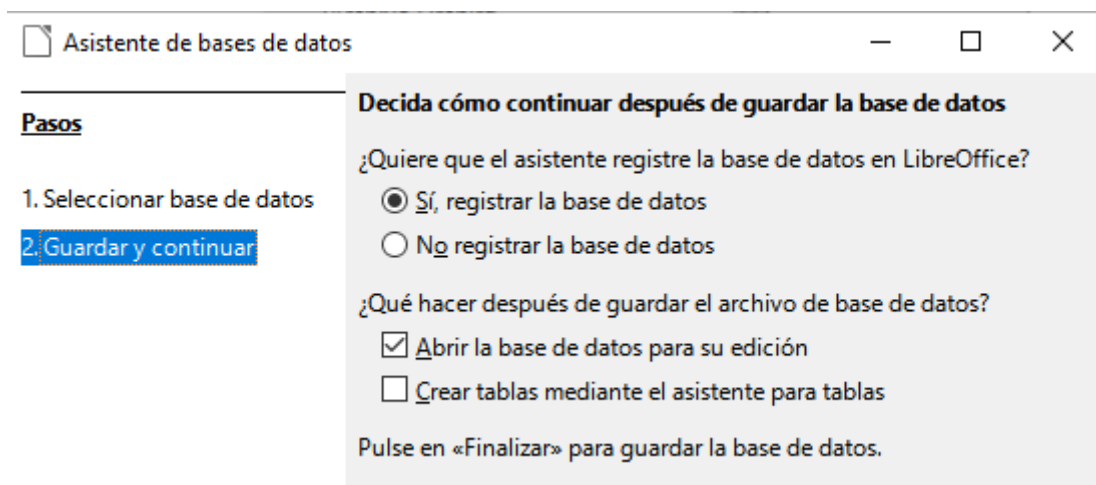 Asistente de bases de datos
Pasos
1. Seleccionar base de datos
2. Guardar y continuar
Decida cómo continuar después de guardar la base de datos
¿Quiere que el asistente registre la base de datos en LibreOffice?
Sí, registrar la base de datos
No registrar la base de datos
¿Qué hacer después de guardar el archivo de base de datos?
Abrir la base de datos para su edición
Crear tablas mediante el asistente para tablas
Pulse en «Finalizar» para guardar la base de datos.